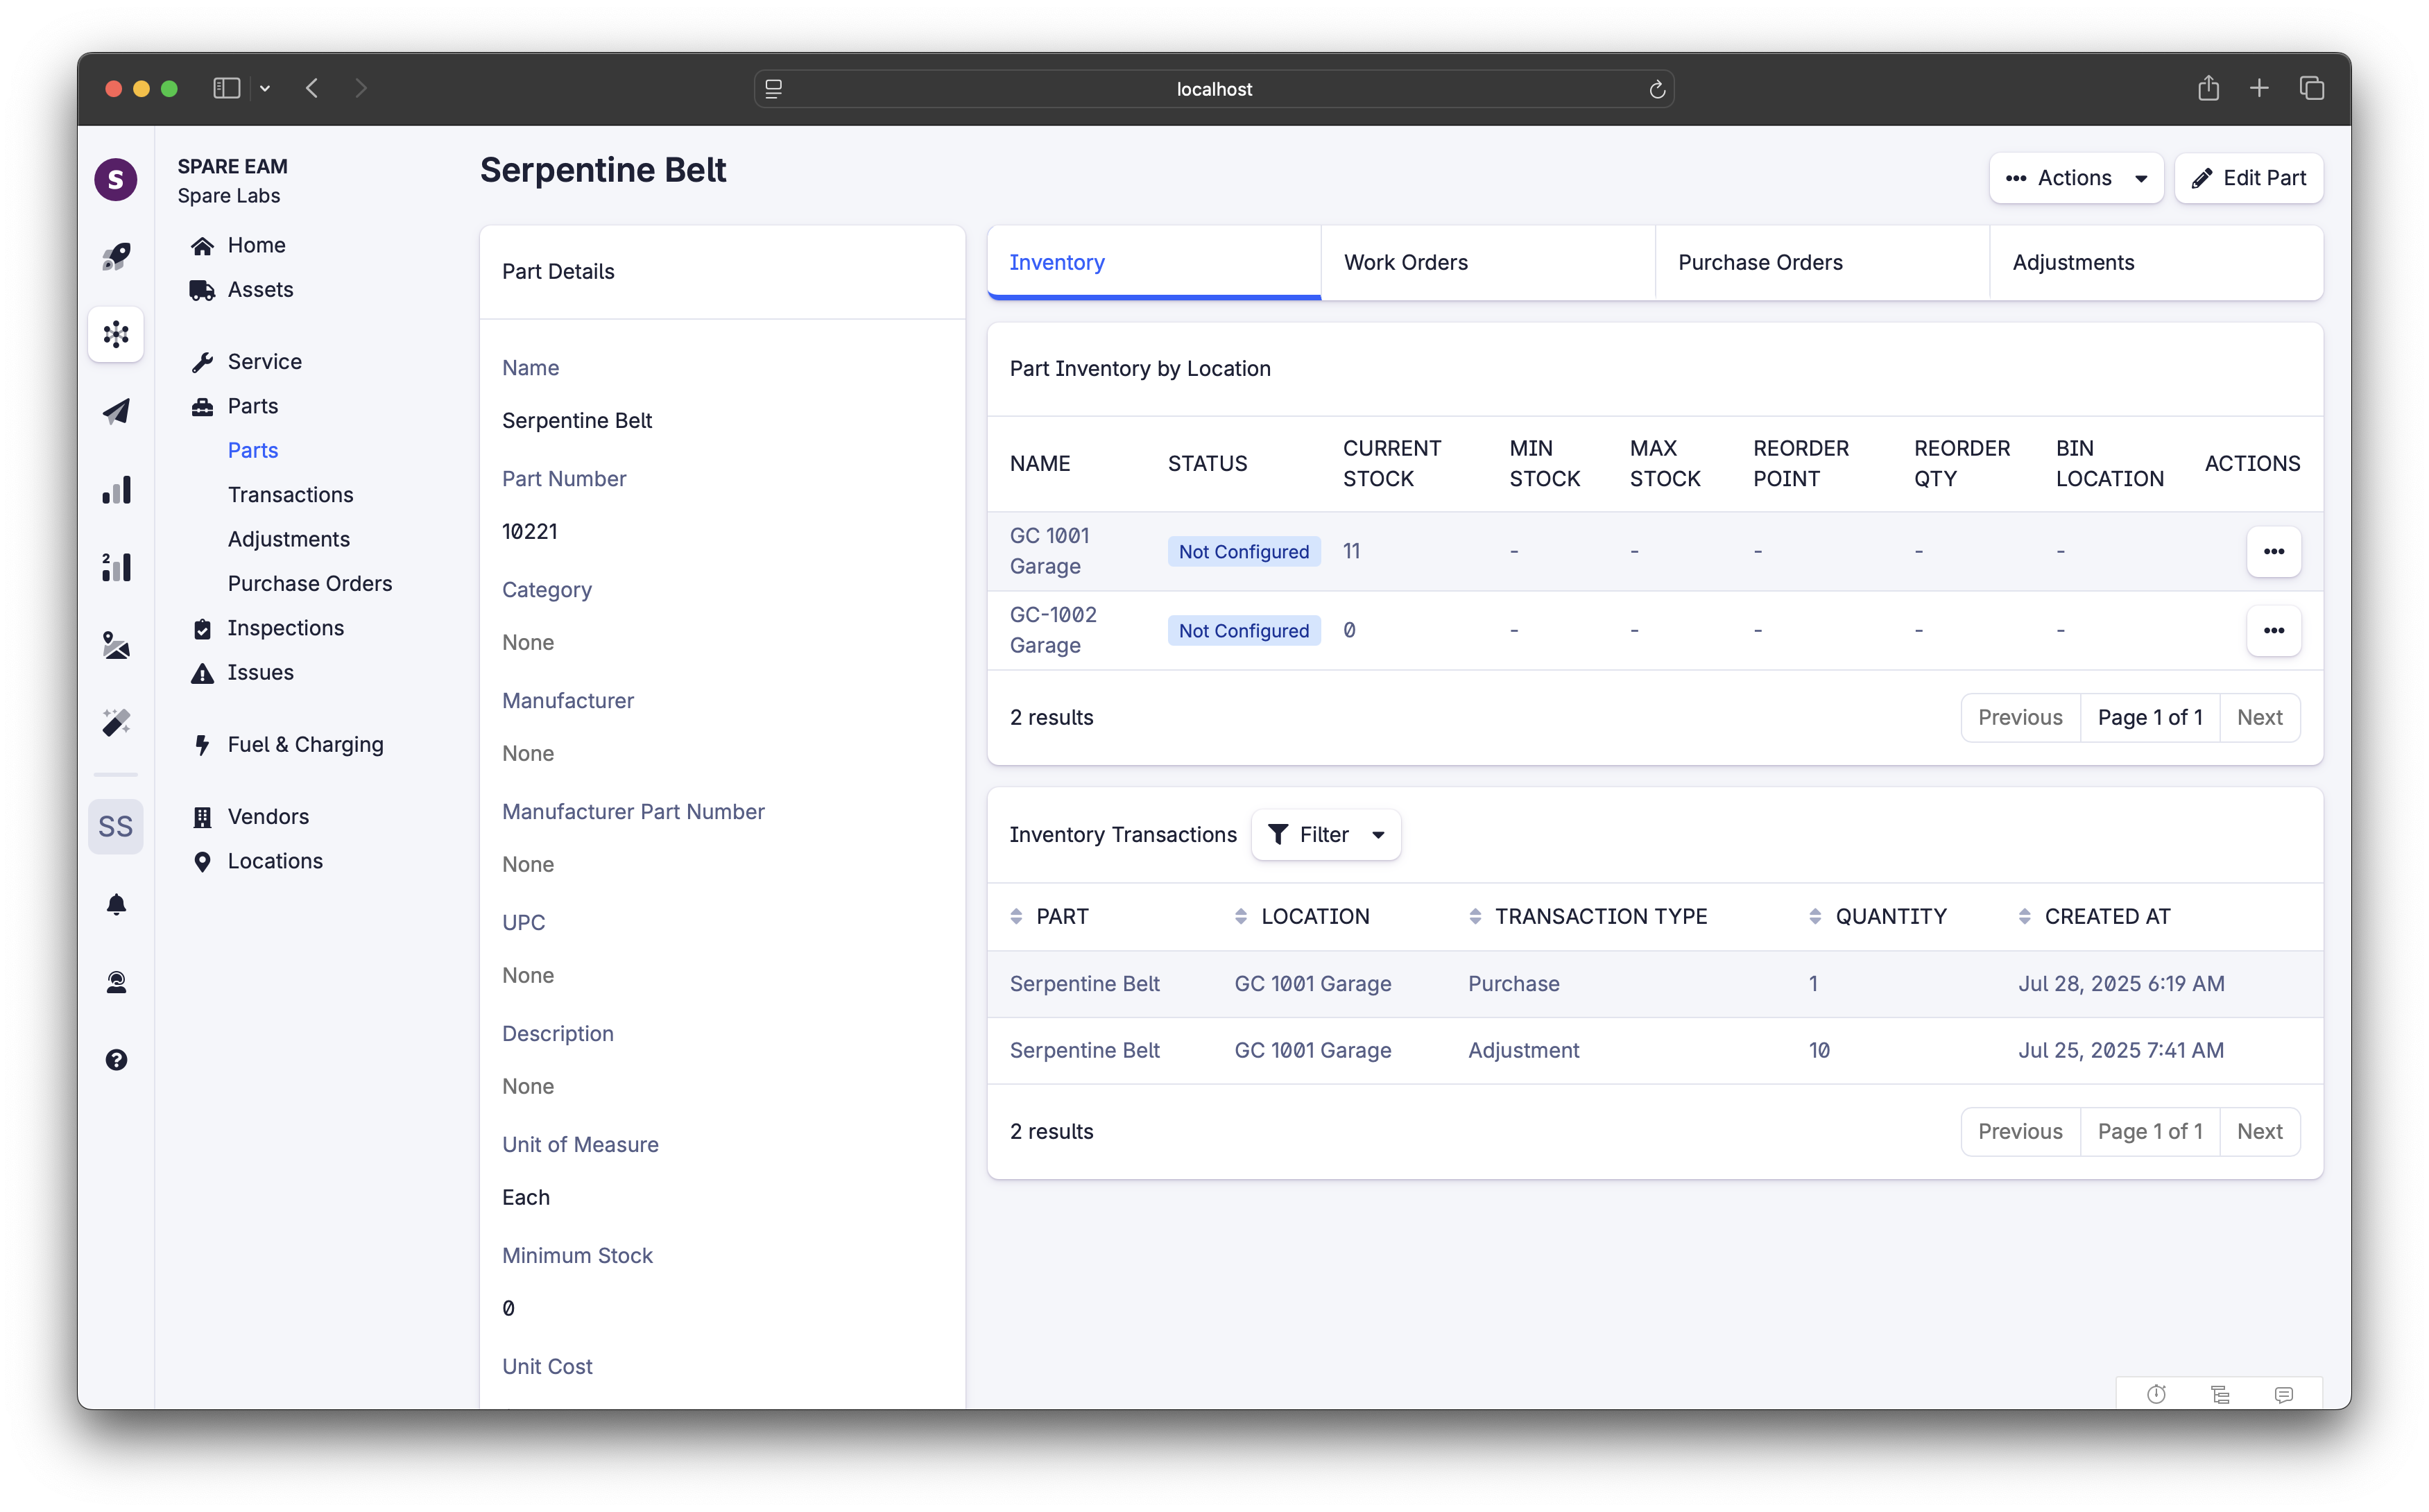 localhost
S
SPARE EAM
Spare Labs
Home
Assets
Service
Parts
Parts
Transactions
Adjustments
Purchase Orders
Inspections
Issues
Fuel & Charging
Vendors
Locations
2
SS
Serpentine Belt
Actions
Edit Part
Part Details
Name
Serpentine Belt
Part Number
10221
Category
None
Manufacturer
None
Manufacturer Part Number
None
UPC
None
Description
None
Unit of Measure
Each
Minimum Stock
0
Unit Cost
Inventory
Work Orders
Purchase Orders
Adjustments
Part Inventory by Location
NAME STATUS CURRENT STOCK MIN STOCK MAX STOCK REORDER POINT REORDER QTY BIN LOCATION ACTIONS
GC 1001 Garage Not Configured 11 - - - - -
GC-1002 Garage Not Configured 0 - - - - -
2 results
Previous Page 1 of 1 Next
Inventory Transactions Filter
PART LOCATION TRANSACTION TYPE QUANTITY CREATED AT
Serpentine Belt GC 1001 Garage Purchase 1 Jul 28, 2025 6:19 AM
Serpentine Belt GC 1001 Garage Adjustment 10 Jul 25, 2025 7:41 AM
2 results
Previous Page 1 of 1 Next